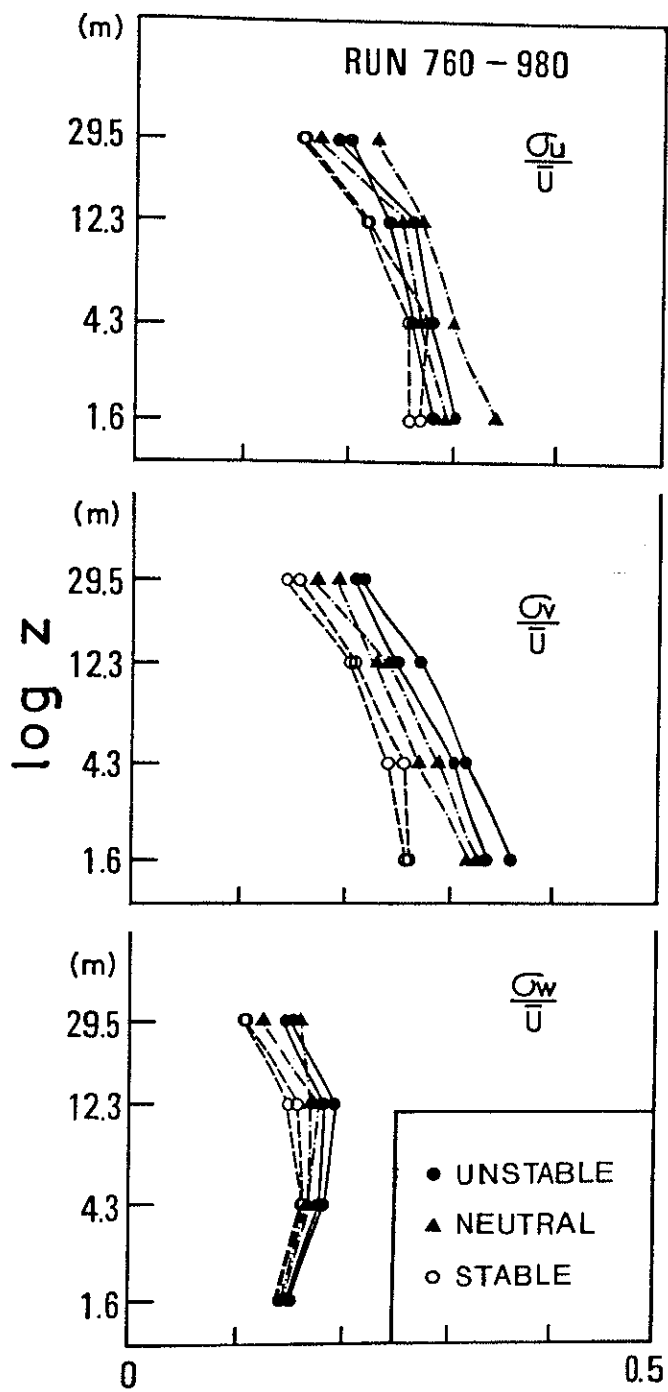 (m)
RUN 760 – 980
29.5
σu
Ū
12.3
4.3
1.6
(m)
29.5
σv
Ū
12.3
log z
4.3
1.6
(m)
29.5
σw
Ū
12.3
● UNSTABLE
4.3
▲ NEUTRAL
○ STABLE
1.6
0
0.5